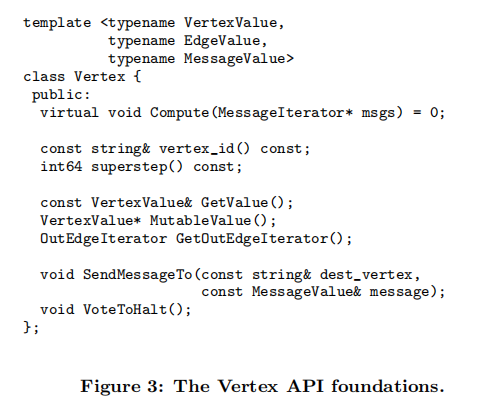 template <typename VertexValue,
          typename EdgeValue,
          typename MessageValue>
class Vertex {
 public:
  virtual void Compute(MessageIterator* msgs) = 0;

  const string& vertex_id() const;
  int64 superstep() const;

  const VertexValue& GetValue();
  VertexValue* MutableValue();
  OutEdgeIterator GetOutEdgeIterator();

  void SendMessageTo(const string& dest_vertex,
                     const MessageValue& message);
  void VoteToHalt();
};

Figure 3: The Vertex API foundations.